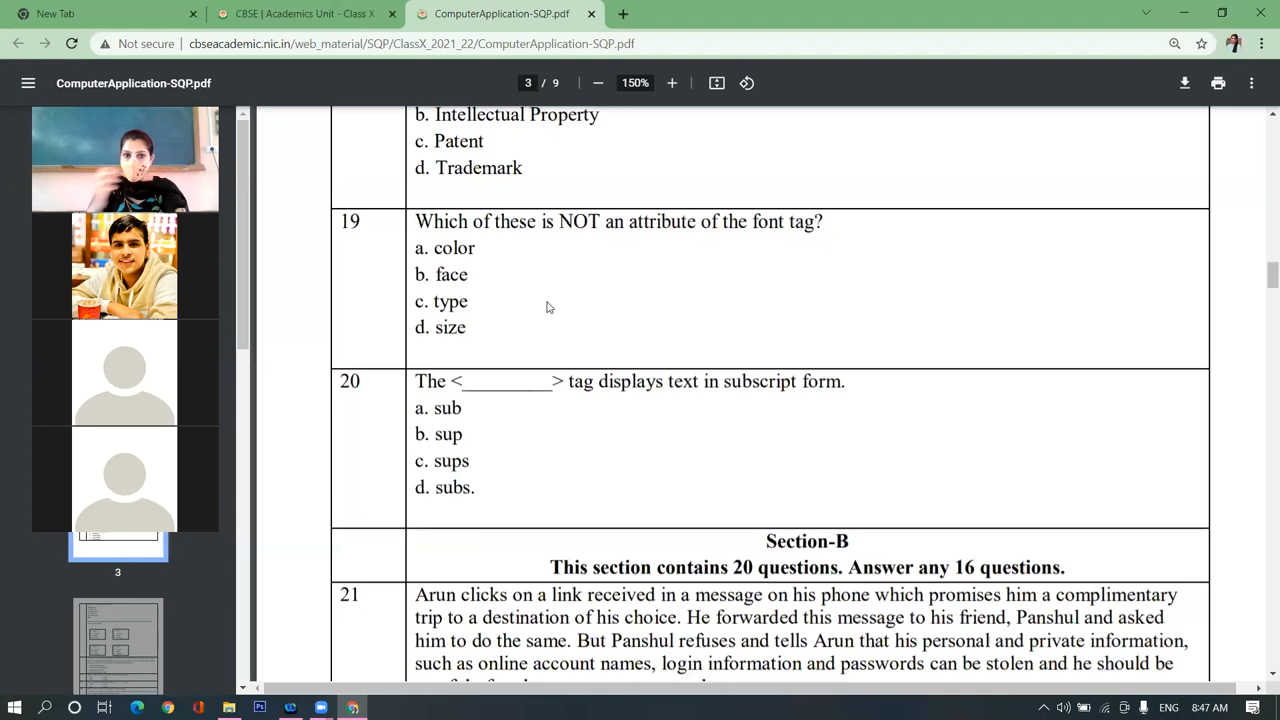 New Tab
CBSE | Academics Unit - Class X
ComputerApplication-SQP.pdf
Not secure | cbseacademic.nic.in/web_material/SQP/ClassX_2021_22/ComputerApplication-SQP.pdf
ComputerApplication-SQP.pdf
3 / 9
150%
b. Intellectual Property
c. Patent
d. Trademark
19 Which of these is NOT an attribute of the font tag?
a. color
b. face
c. type
d. size
20 The <_________> tag displays text in subscript form.
a. sub
b. sup
c. sups
d. subs.
Section-B
This section contains 20 questions. Answer any 16 questions.
21 Arun clicks on a link received in a message on his phone which promises him a complimentary
trip to a destination of his choice. He forwarded this message to his friend, Panshul and asked
him to do the same. But Panshul refuses and tells Arun that his personal and private information,
such as online account names, login information and passwords can be stolen and he should be
3
ENG
8:47 AM